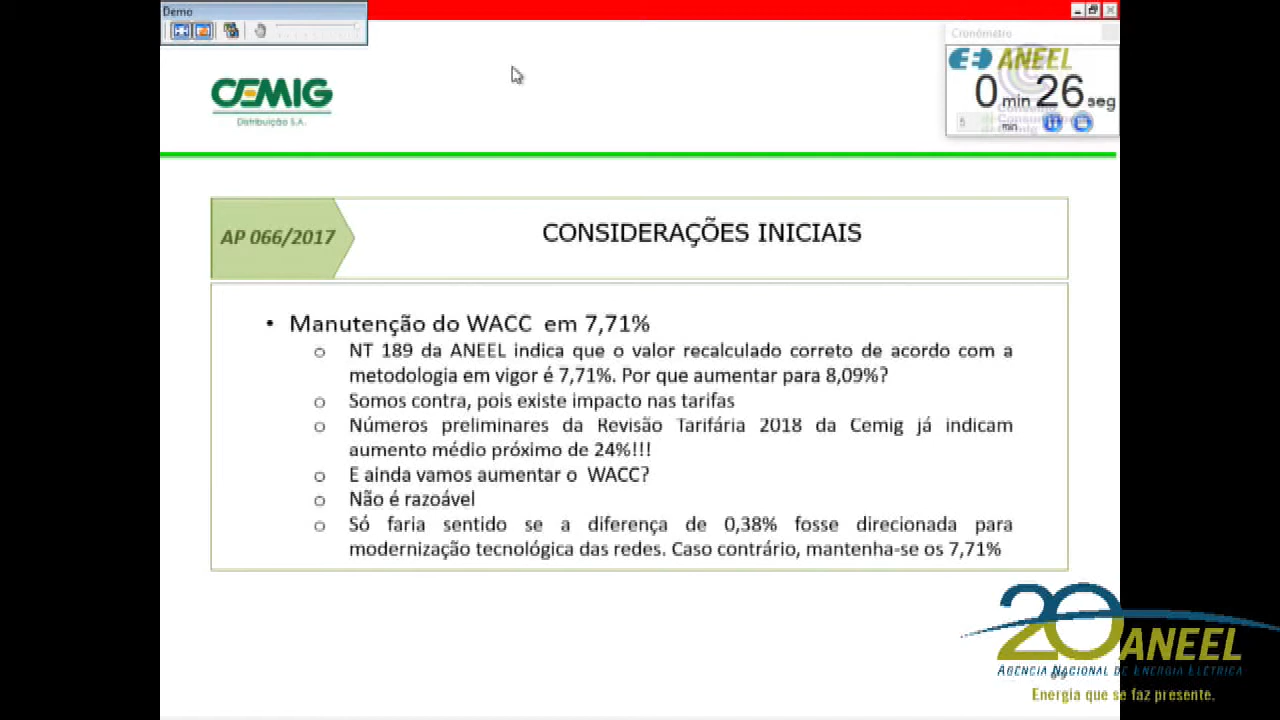 Demo
Cronômetro
ANEEL
0 min 26 seg
5 min
CEMIG
Distribuição S.A.
AP 066/2017
CONSIDERAÇÕES INICIAIS
• Manutenção do WACC em 7,71%
o NT 189 da ANEEL indica que o valor recalculado correto de acordo com a
metodologia em vigor é 7,71%. Por que aumentar para 8,09%?
o Somos contra, pois existe impacto nas tarifas
o Números preliminares da Revisão Tarifária 2018 da Cemig já indicam
aumento médio próximo de 24%!!!
o E ainda vamos aumentar o WACC?
o Não é razoável
o Só faria sentido se a diferença de 0,38% fosse direcionada para
modernização tecnológica das redes. Caso contrário, mantenha-se os 7,71%
20 ANEEL
AGÊNCIA NACIONAL DE ENERGIA ELÉTRICA
Energia que se faz presente.